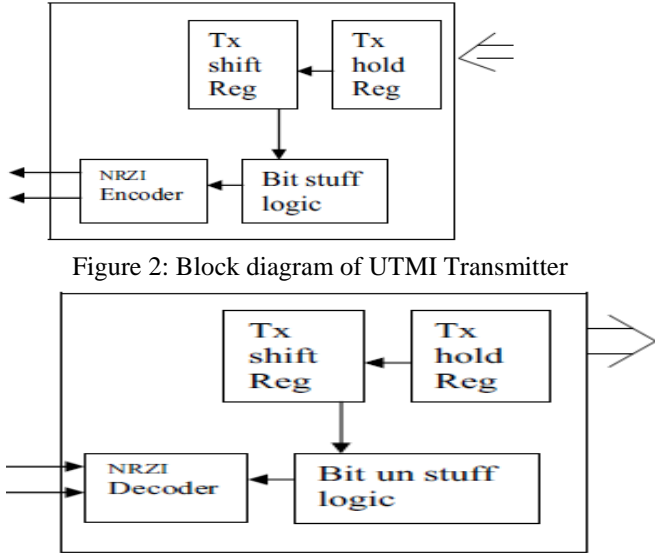 Tx
shift
Reg
Tx
hold
Reg
NRZI
Encoder
Bit stuff
logic
Figure 2: Block diagram of UTMI Transmitter
Tx
shift
Reg
Tx
hold
Reg
NRZI
Decoder
Bit un stuff
logic